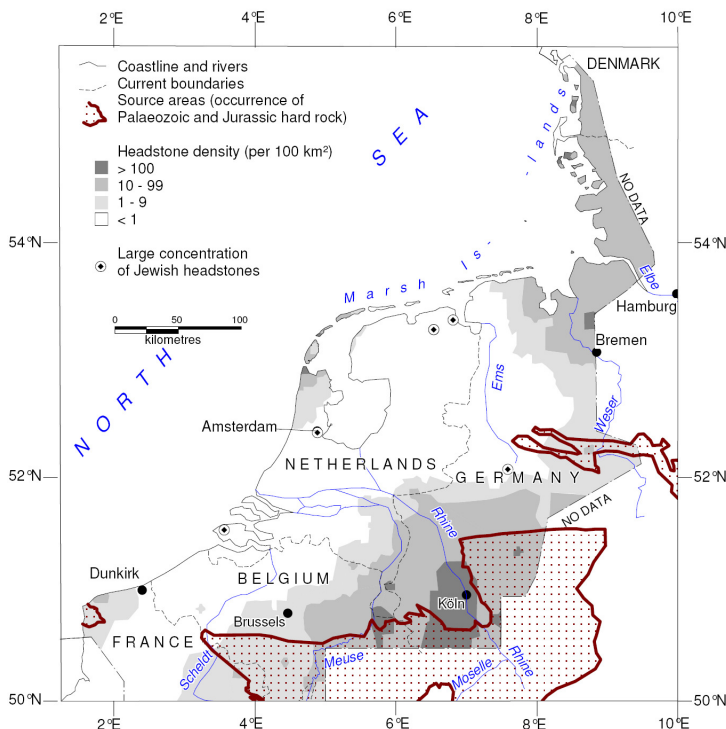 2°E 4°E 6°E 8°E 10°E
Coastline and rivers
Current boundaries
Source areas (occurrence of
Palaeozoic and Jurassic hard rock)
Headstone density (per 100 km²)
> 100
10 - 99
1 - 9
< 1
Large concentration
of Jewish headstones
0 50 100
kilometres
DENMARK
NORTH SEA
Marsh Is-
-lands
NO DATA
54°N 54°N
Elbe
Hamburg
Bremen
Ems
Weser
Amsterdam
NETHERLANDS
GERMANY
52°N 52°N
NO DATA
Rhine
Dunkirk
BELGIUM
Köln
Brussels
FRANCE
Scheldt
Meuse
Moselle
Rhine
50°N 50°N
2°E 4°E 6°E 8°E 10°E